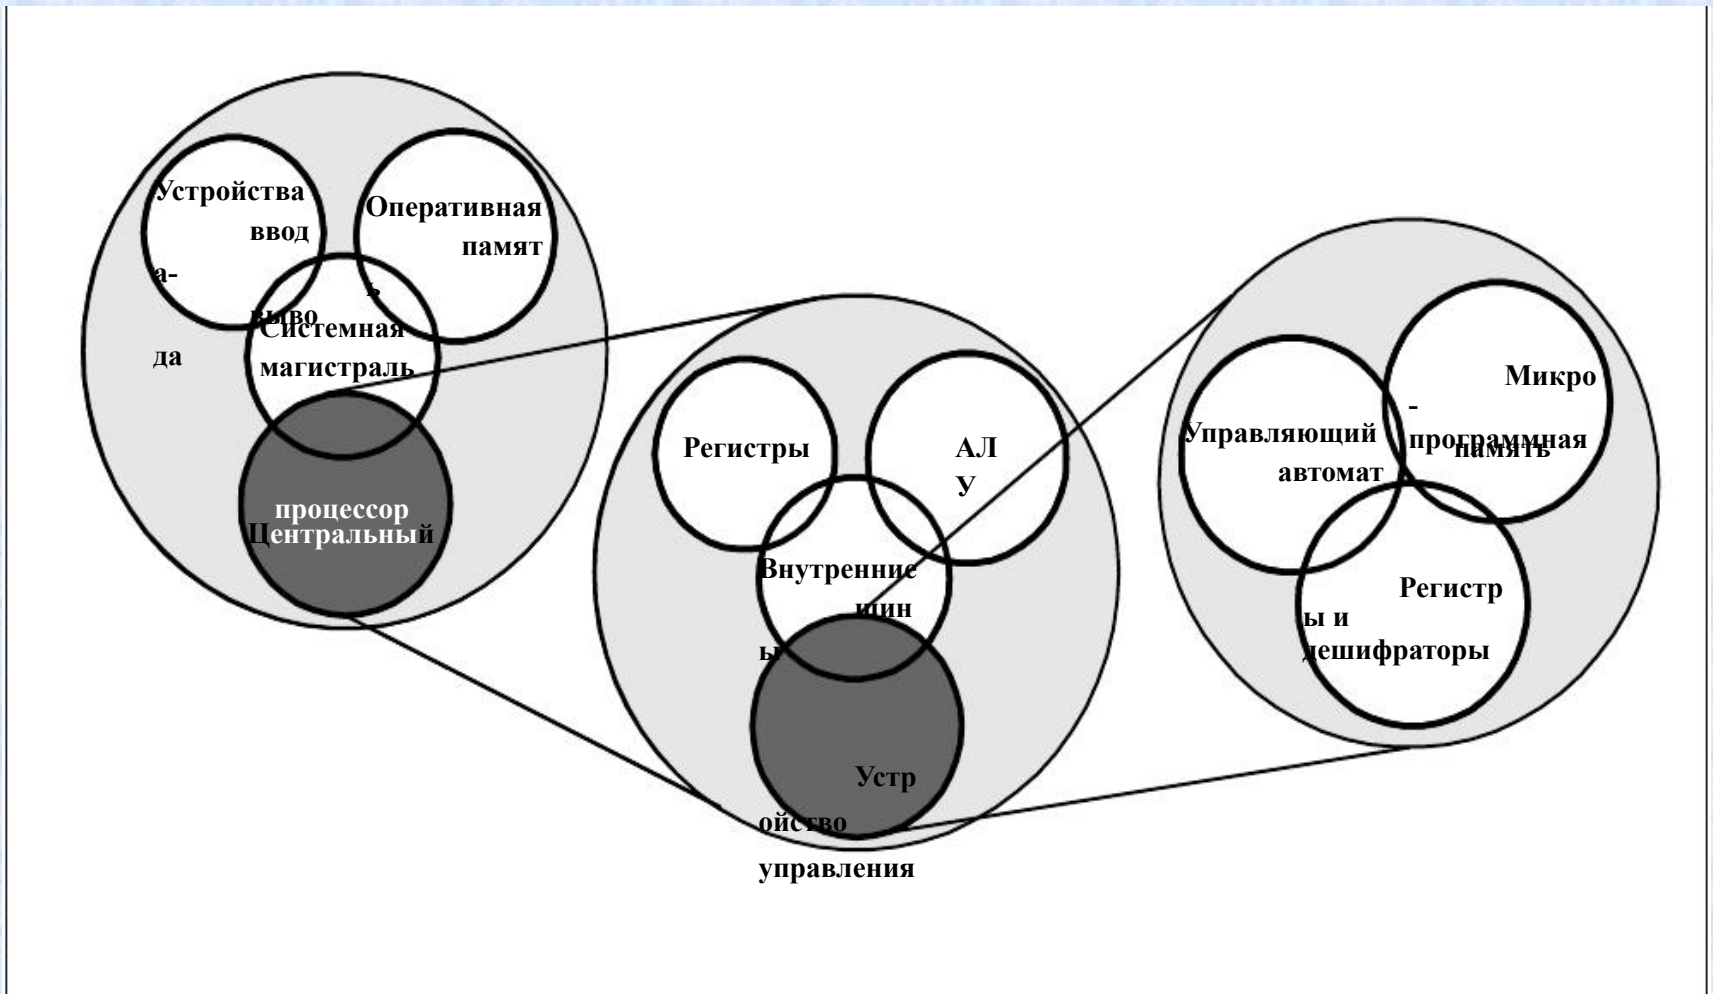 Устройства
ввод
а-
выво
да
Оперативная
памят
ь
Системная
магистраль
процессор
Центральный
Регистры
АЛ
У
Внутренние
шин
ы
Устр
ойство
управления
Управляющий
автомат
Микро
-
программная
память
Регистр
ы и
дешифраторы